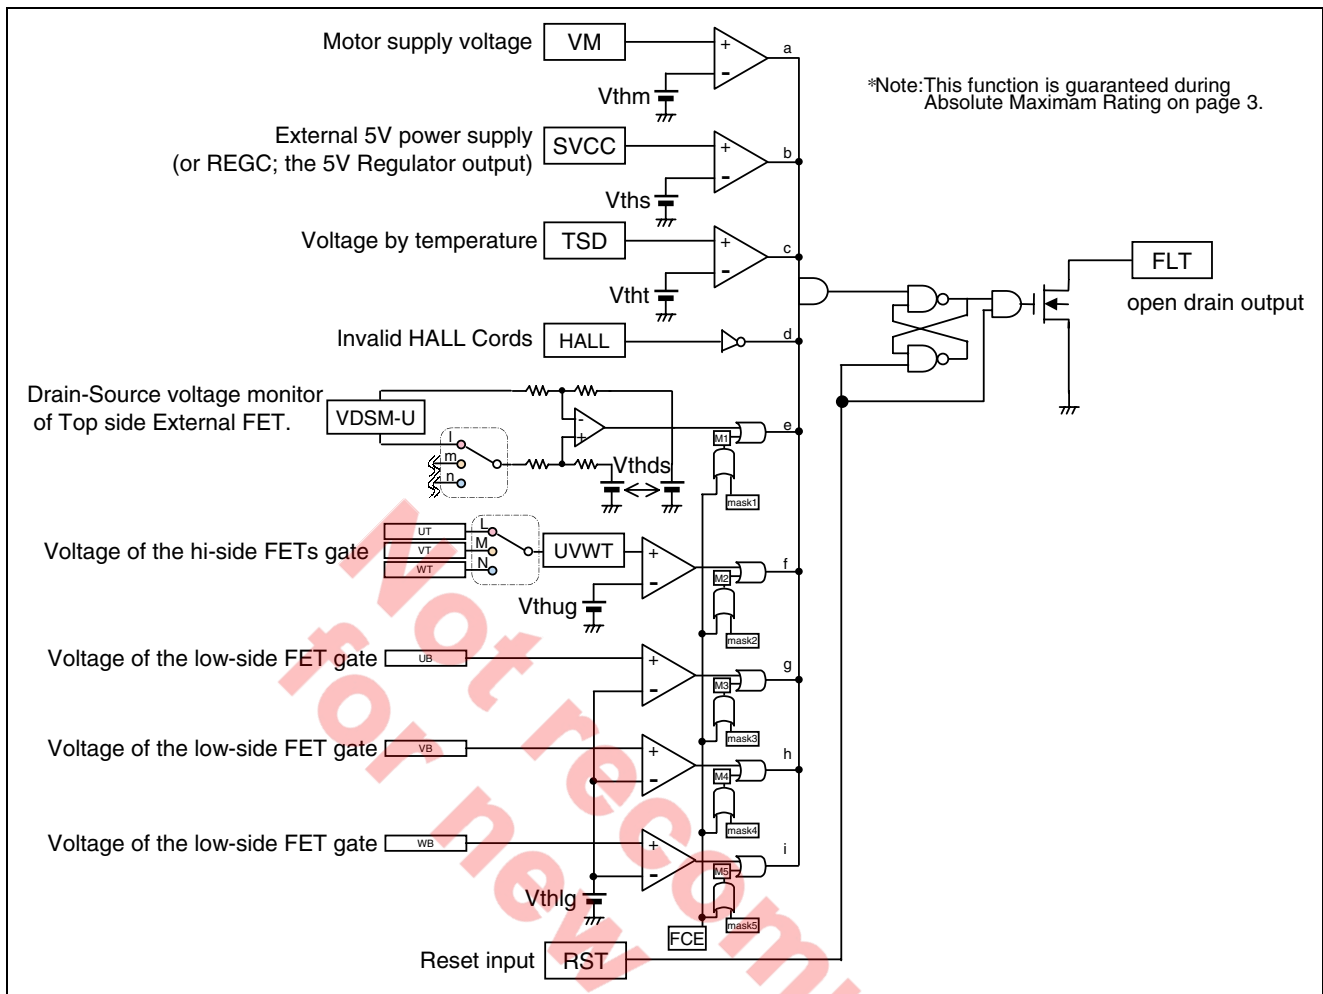 Motor supply voltage VM + - a
Vthm
*Note:This function is guaranteed during
Absolute Maximam Rating on page 3.
External 5V power supply
(or REGC; the 5V Regulator output)
SVCC + - b
Vths
Voltage by temperature TSD + - c
Vtht
FLT
open drain output
Invalid HALL Cords HALL d
Drain-Source voltage monitor
of Top side External FET.
VDSM-U - + e
l
m
n
Vthds
M1
mask1
Voltage of the hi-side FETs gate
UT
VT
WT
L
M
N
UVWT + - f
Vthug
M2
mask2
Voltage of the low-side FET gate UB + - g
M3
mask3
Voltage of the low-side FET gate VB + - h
M4
mask4
Voltage of the low-side FET gate WB + - i
M5
mask5
Vthlg
FCE
Reset input RST
Not recom
for new